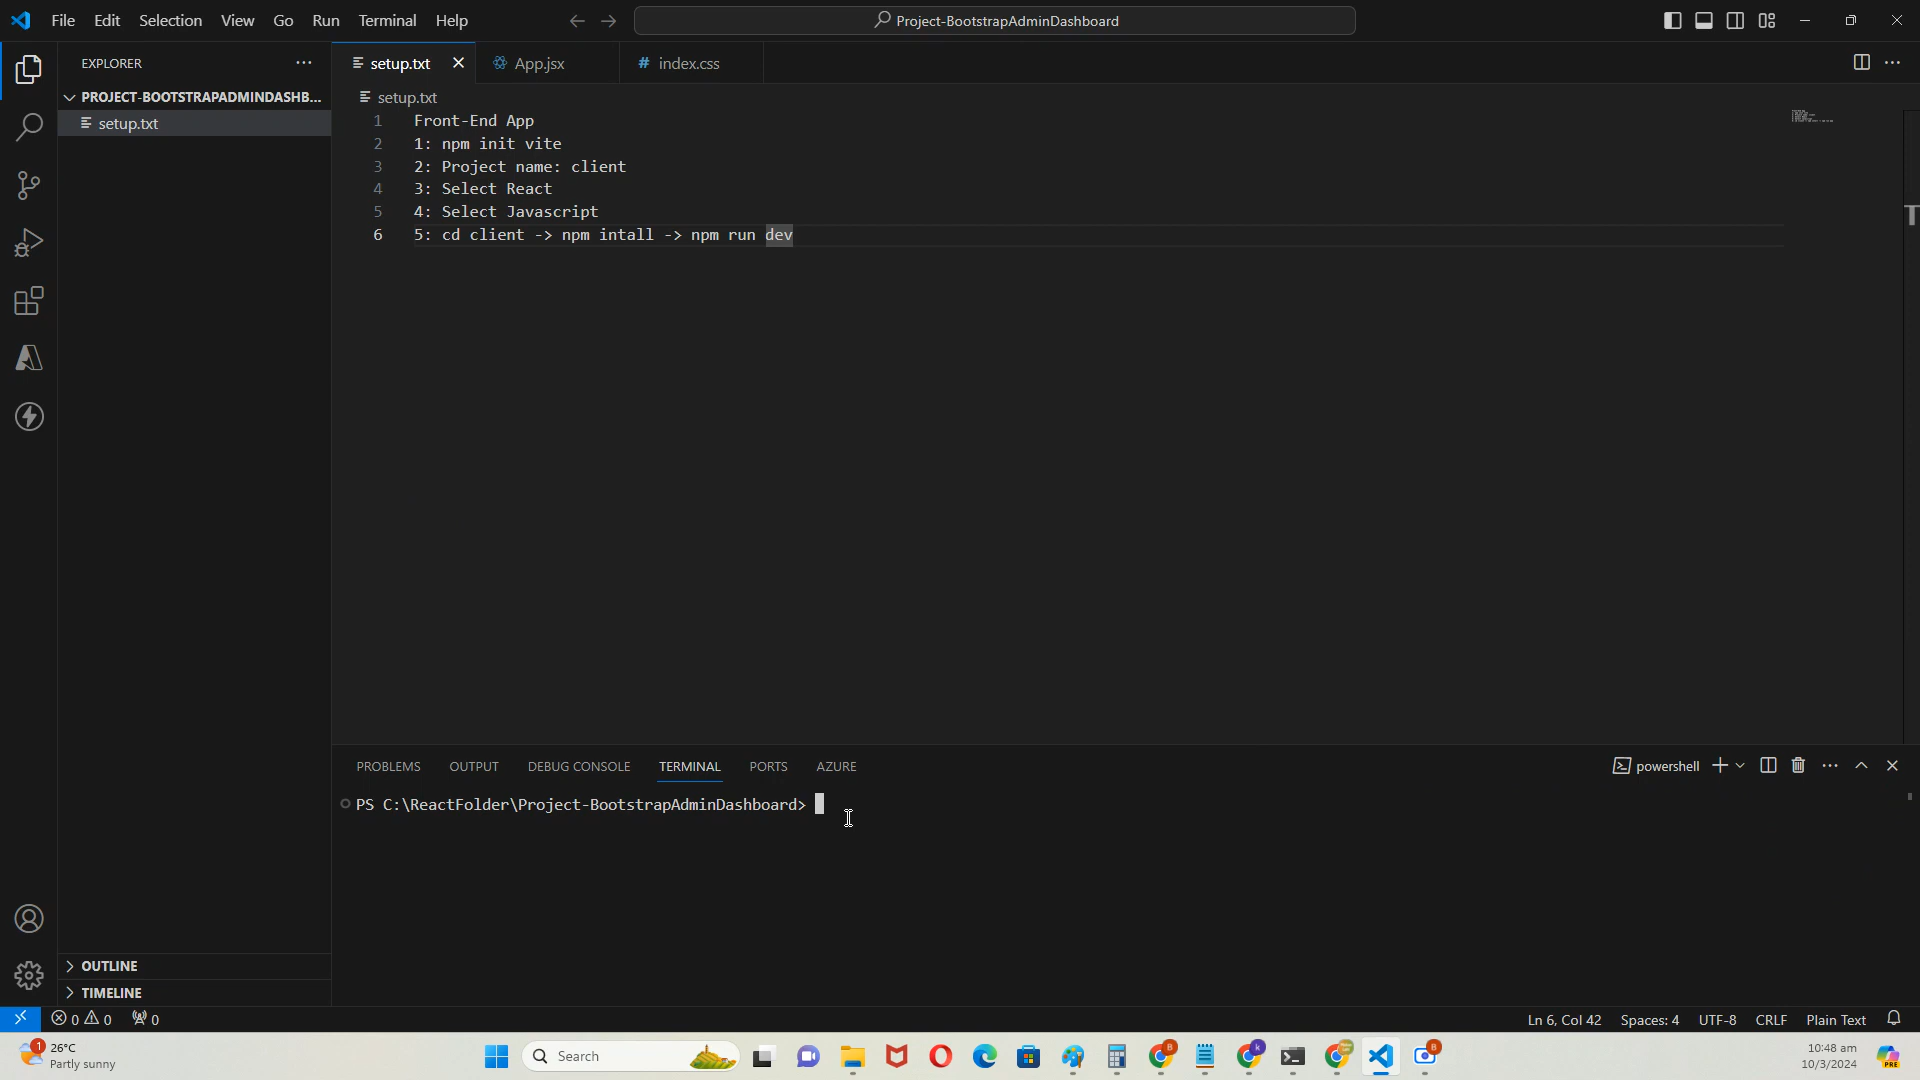 File Edit Selection View Go Run Terminal Help
Project-BootstrapAdminDashboard
EXPLORER
setup.txt
App.jsx
# index.css
PROJECT-BOOTSTRAPADMINDASHB...
setup.txt
setup.txt
1 Front-End App
2 1: npm init vite
3 2: Project name: client
4 3: Select React
5 4: Select Javascript
6 5: cd client -> npm intall -> npm run dev
PROBLEMS OUTPUT DEBUG CONSOLE TERMINAL PORTS AZURE
powershell
PS C:\ReactFolder\Project-BootstrapAdminDashboard>
OUTLINE
TIMELINE
0 0 0
Ln 6, Col 42 Spaces: 4 UTF-8 CRLF Plain Text
1
26°C
Partly sunny
Search
B
k
B
10:48 am
10/3/2024
PRE